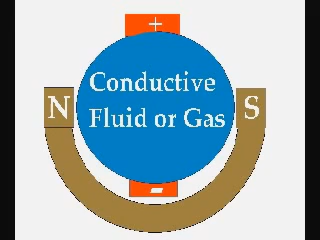 +
Conductive
N S
Fluid or Gas
-